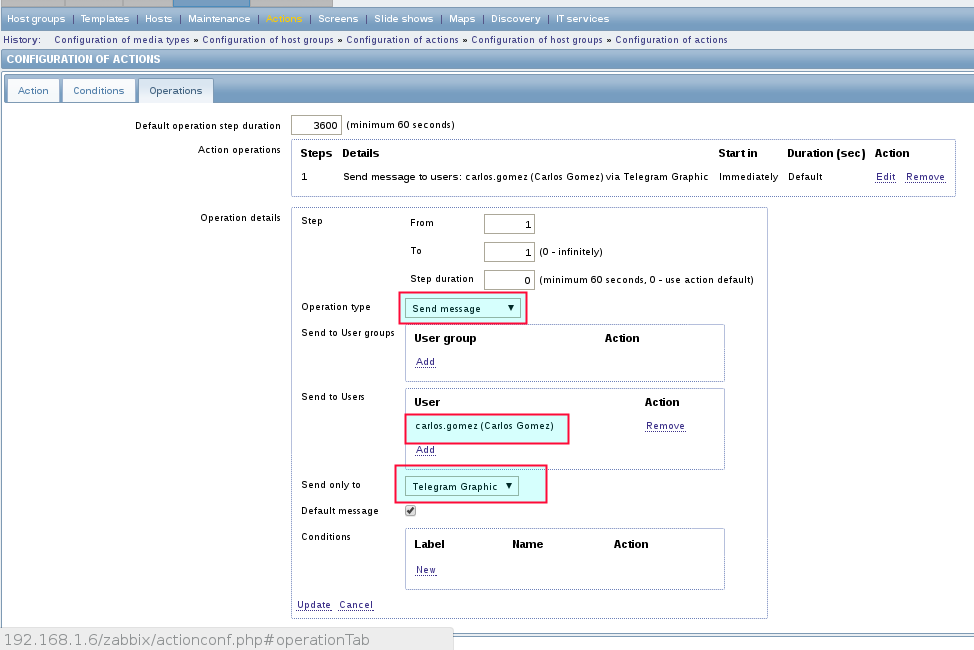 Host groups | Templates | Hosts | Maintenance | Actions | Screens | Slide shows | Maps | Discovery | IT services
History: Configuration of media types » Configuration of host groups » Configuration of actions » Configuration of host groups » Configuration of actions
CONFIGURATION OF ACTIONS
Action Conditions Operations
Default operation step duration 3600 (minimum 60 seconds)
Action operations
Steps Details Start in Duration (sec) Action
1 Send message to users: carlos.gomez (Carlos Gomez) via Telegram Graphic Immediately Default Edit Remove
Operation details
Step From 1
To 1 (0 - infinitely)
Step duration 0 (minimum 60 seconds, 0 - use action default)
Operation type Send message ▼
Send to User groups
User group Action
Add
Send to Users
User Action
carlos.gomez (Carlos Gomez) Remove
Add
Send only to Telegram Graphic ▼
Default message
Conditions
Label Name Action
New
Update Cancel
192.168.1.6/zabbix/actionconf.php#operationTab